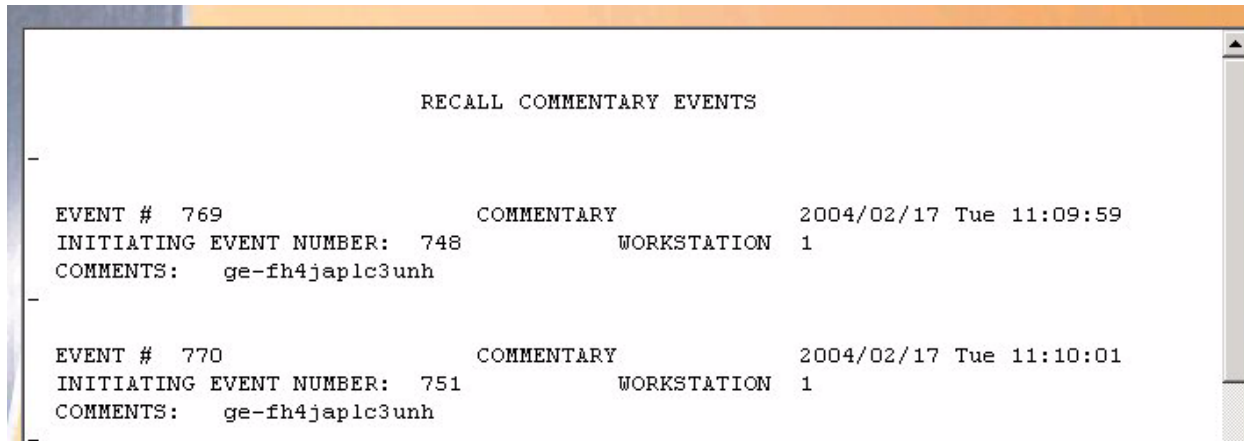 RECALL COMMENTARY EVENTS
-
EVENT # 769 COMMENTARY 2004/02/17 Tue 11:09:59
INITIATING EVENT NUMBER: 748 WORKSTATION 1
COMMENTS: ge-fh4japlc3unh
-
EVENT # 770 COMMENTARY 2004/02/17 Tue 11:10:01
INITIATING EVENT NUMBER: 751 WORKSTATION 1
COMMENTS: ge-fh4japlc3unh
-